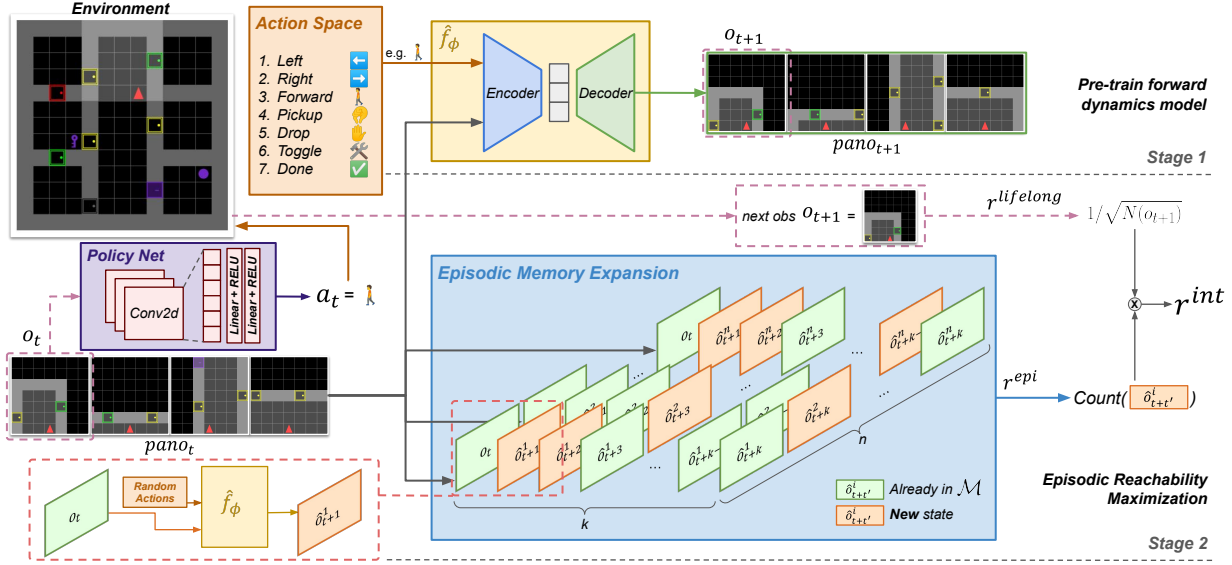 Environment
Action Space
1. Left
2. Right
3. Forward
4. Pickup
5. Drop
6. Toggle
7. Done
e.g.
f̂_ϕ
Encoder
Decoder
o_{t+1}
pano_{t+1}
Pre-train forward
dynamics model
Stage 1
next obs o_{t+1} =
r^{lifelong}
1/√N(o_{t+1})
Policy Net
Conv2d
Linear + RELU
Linear + RELU
a_t =
o_t
pano_t
Episodic Memory Expansion
o_t
ô^n_{t+1}
ô^n_{t+2}
ô^n_{t+3}
...
ô^n_{t+k-}
ô^n_{t+k}
...
ô^2_{t+3}
...
ô^2_{t+k}
...
o_t
ô^1_{t+1}
ô^1_{t+2}
ô^1_{t+3}
...
ô^1_{t+k-}
ô^1_{t+k}
k
n
ô^i_{t+t'} Already in ℳ
ô^i_{t+t'} New state
r^{epi}
Count( ô^i_{t+t'} )
x
r^{int}
Random
Actions
o_t
f̂_ϕ
ô^1_{t+1}
Episodic Reachability
Maximization
Stage 2